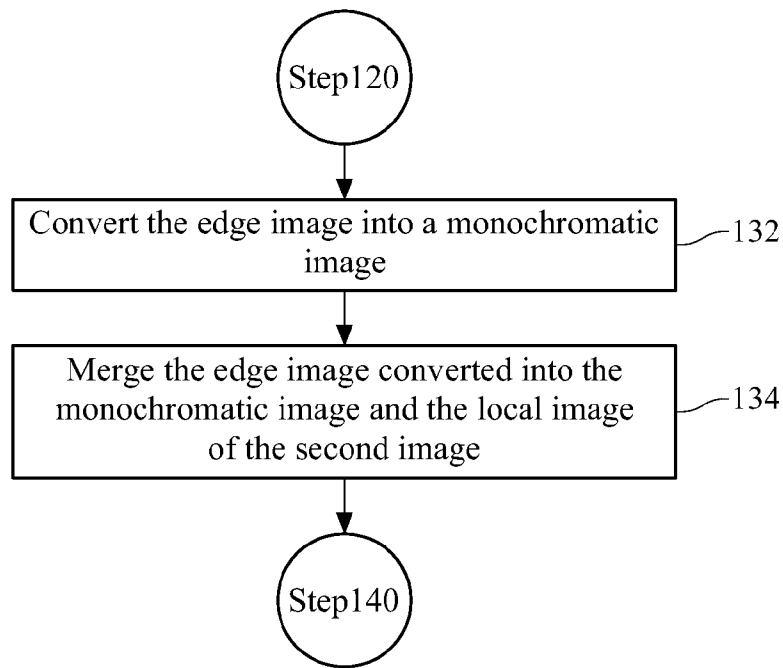 Step120
Convert the edge image into a monochromatic
image
132
Merge the edge image converted into the
monochromatic image and the local image
of the second image
134
Step140